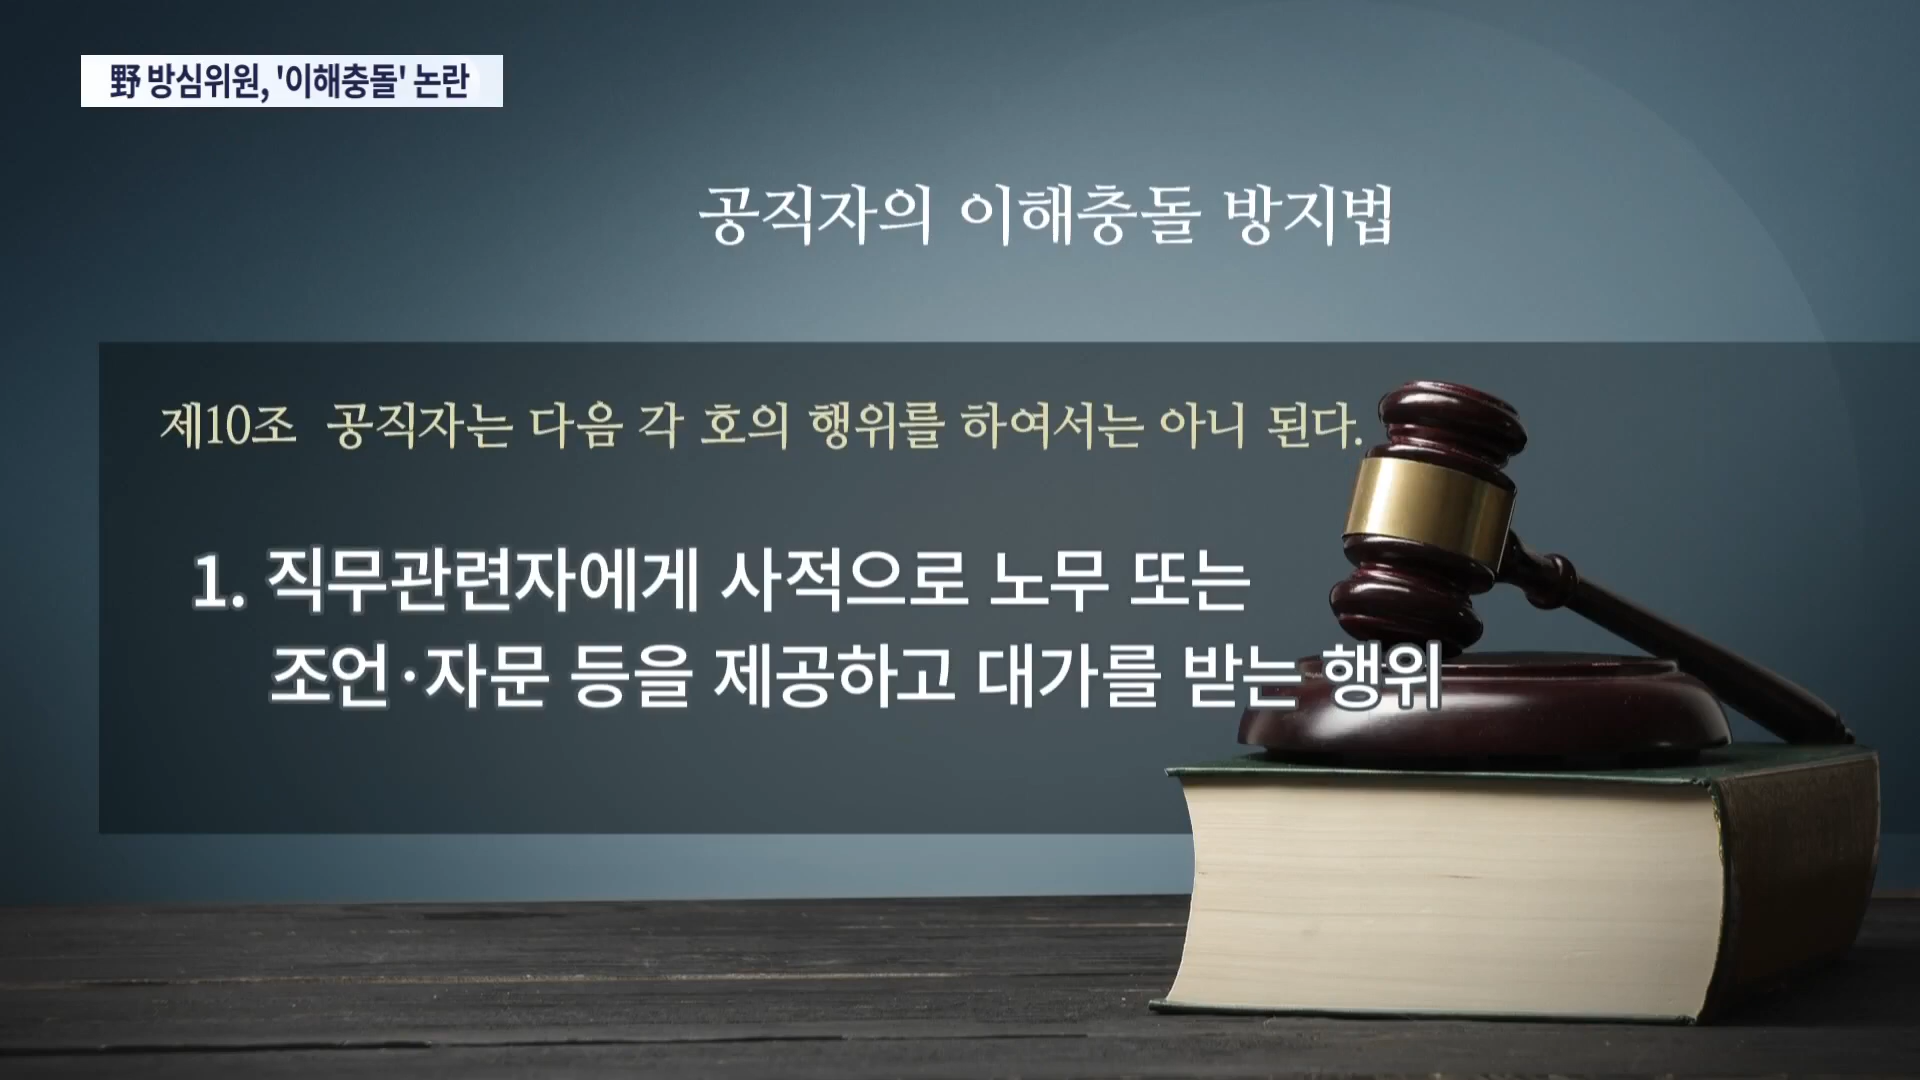 野 방심위원, '이해충돌' 논란
공직자의 이해충돌 방지법
제10조 공직자는 다음 각 호의 행위를 하여서는 아니 된다.
1. 직무관련자에게 사적으로 노무 또는
조언·자문 등을 제공하고 대가를 받는 행위